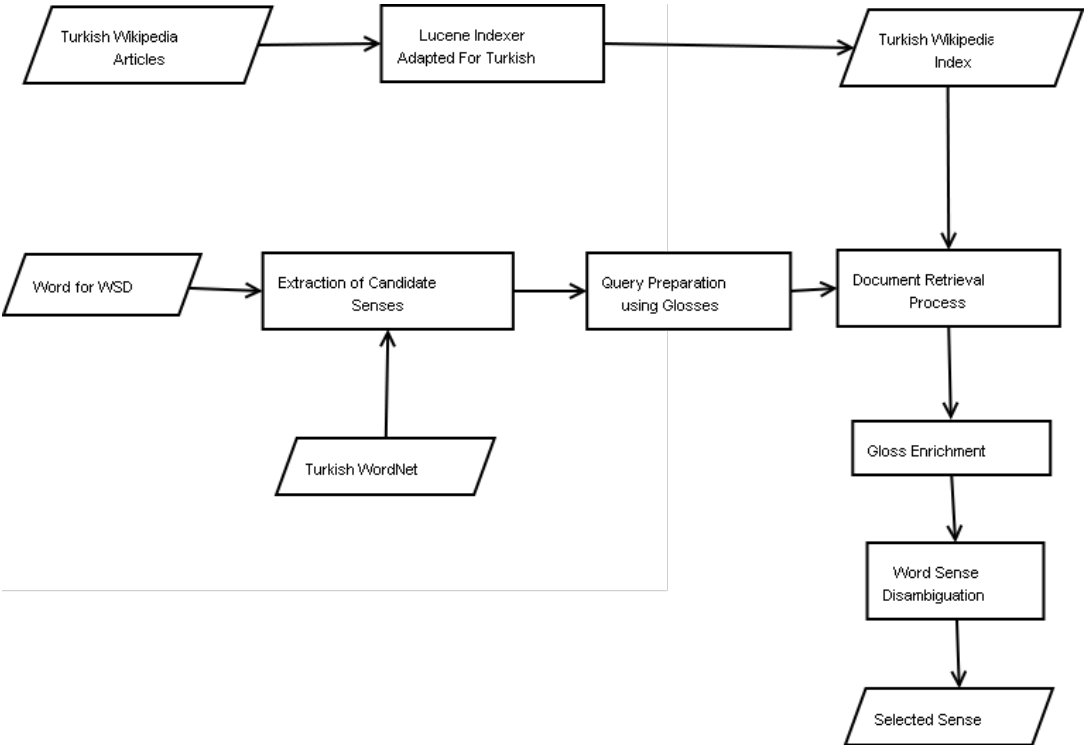 Turkish Wikipedia
Articles
Lucene Indexer
Adapted For Turkish
Turkish Wikipedia
Index
Word for WSD
Extraction of Candidate
Senses
Query Preparation
using Glosses
Document Retrieval
Process
Turkish WordNet
Gloss Enrichment
Word Sense
Disambiguation
Selected Sense